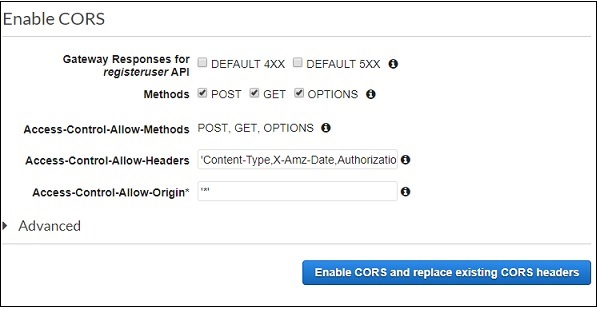 Enable CORS
Gateway Responses for
registeruser API
DEFAULT 4XX DEFAULT 5XX
Methods POST GET OPTIONS
Access-Control-Allow-Methods POST, GET, OPTIONS
Access-Control-Allow-Headers 'Content-Type,X-Amz-Date,Authorizatio
Access-Control-Allow-Origin* '*'
Advanced
Enable CORS and replace existing CORS headers